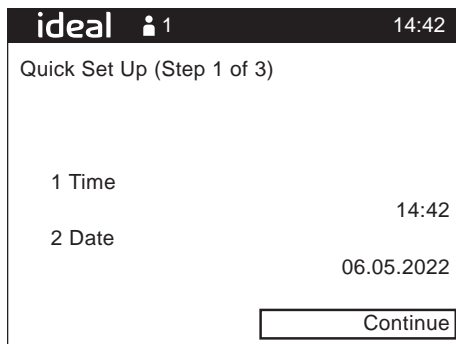 ideal 1 14:42
Quick Set Up (Step 1 of 3)
1 Time
14:42
2 Date
06.05.2022
Continue